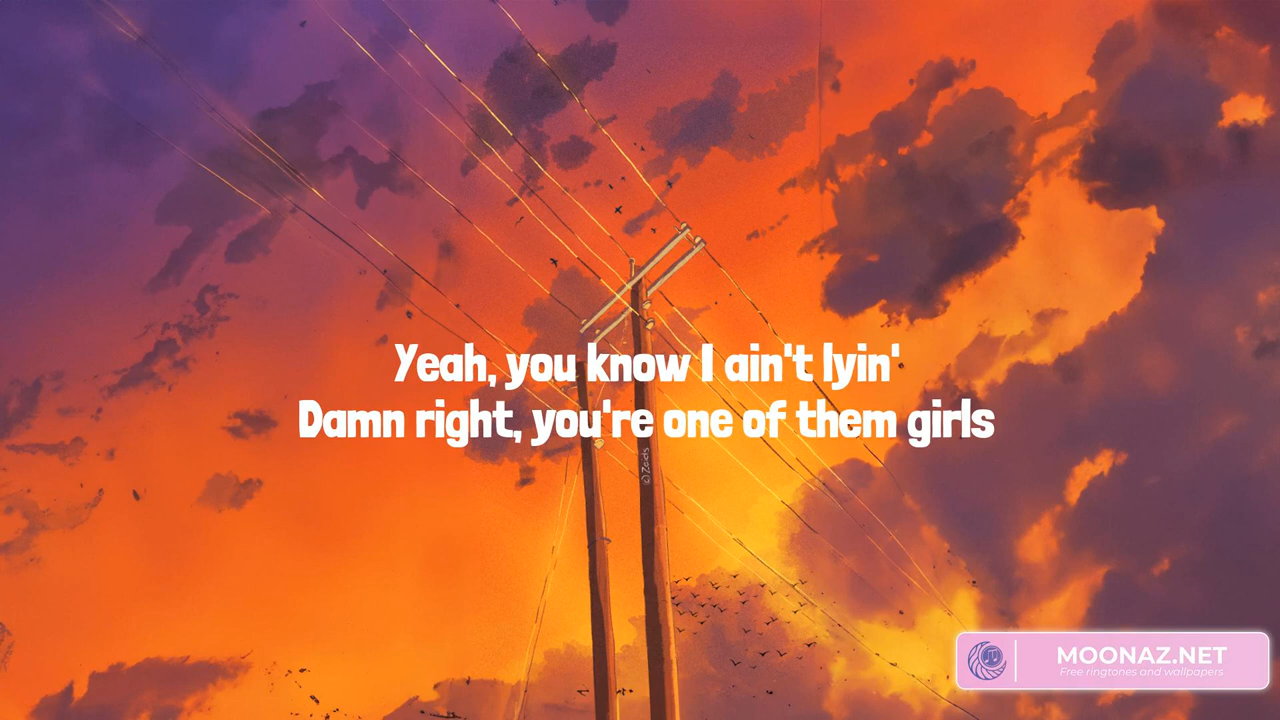 Yeah, you know I ain't lyin'
Damn right, you're one of them girls
© Zaids
MOONAZ.NET
Free ringtones and wallpapers